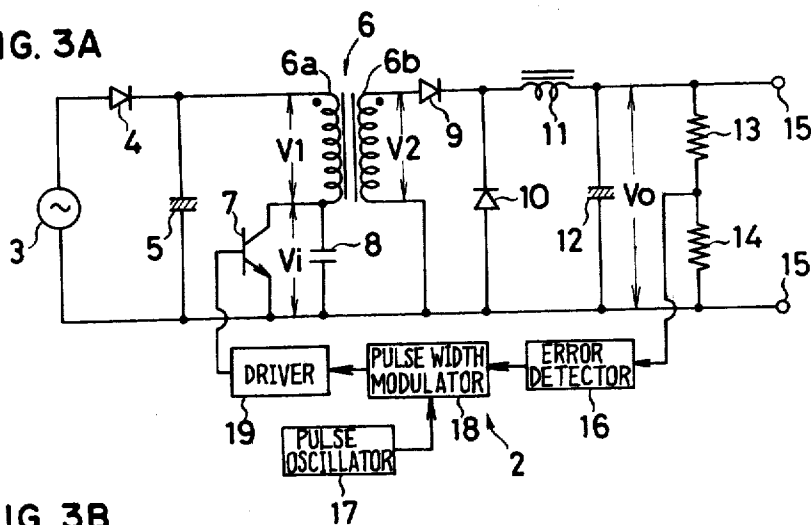 IG. 3A
6
6a
6b
4
9
11
13
15
V1
V2
3
5
7
Vi
8
10
12
Vo
14
15
DRIVER
PULSE WIDTH
MODULATOR
ERROR
DETECTOR
19
18
2
16
PULSE
OSCILLATOR
17
IG. 3B